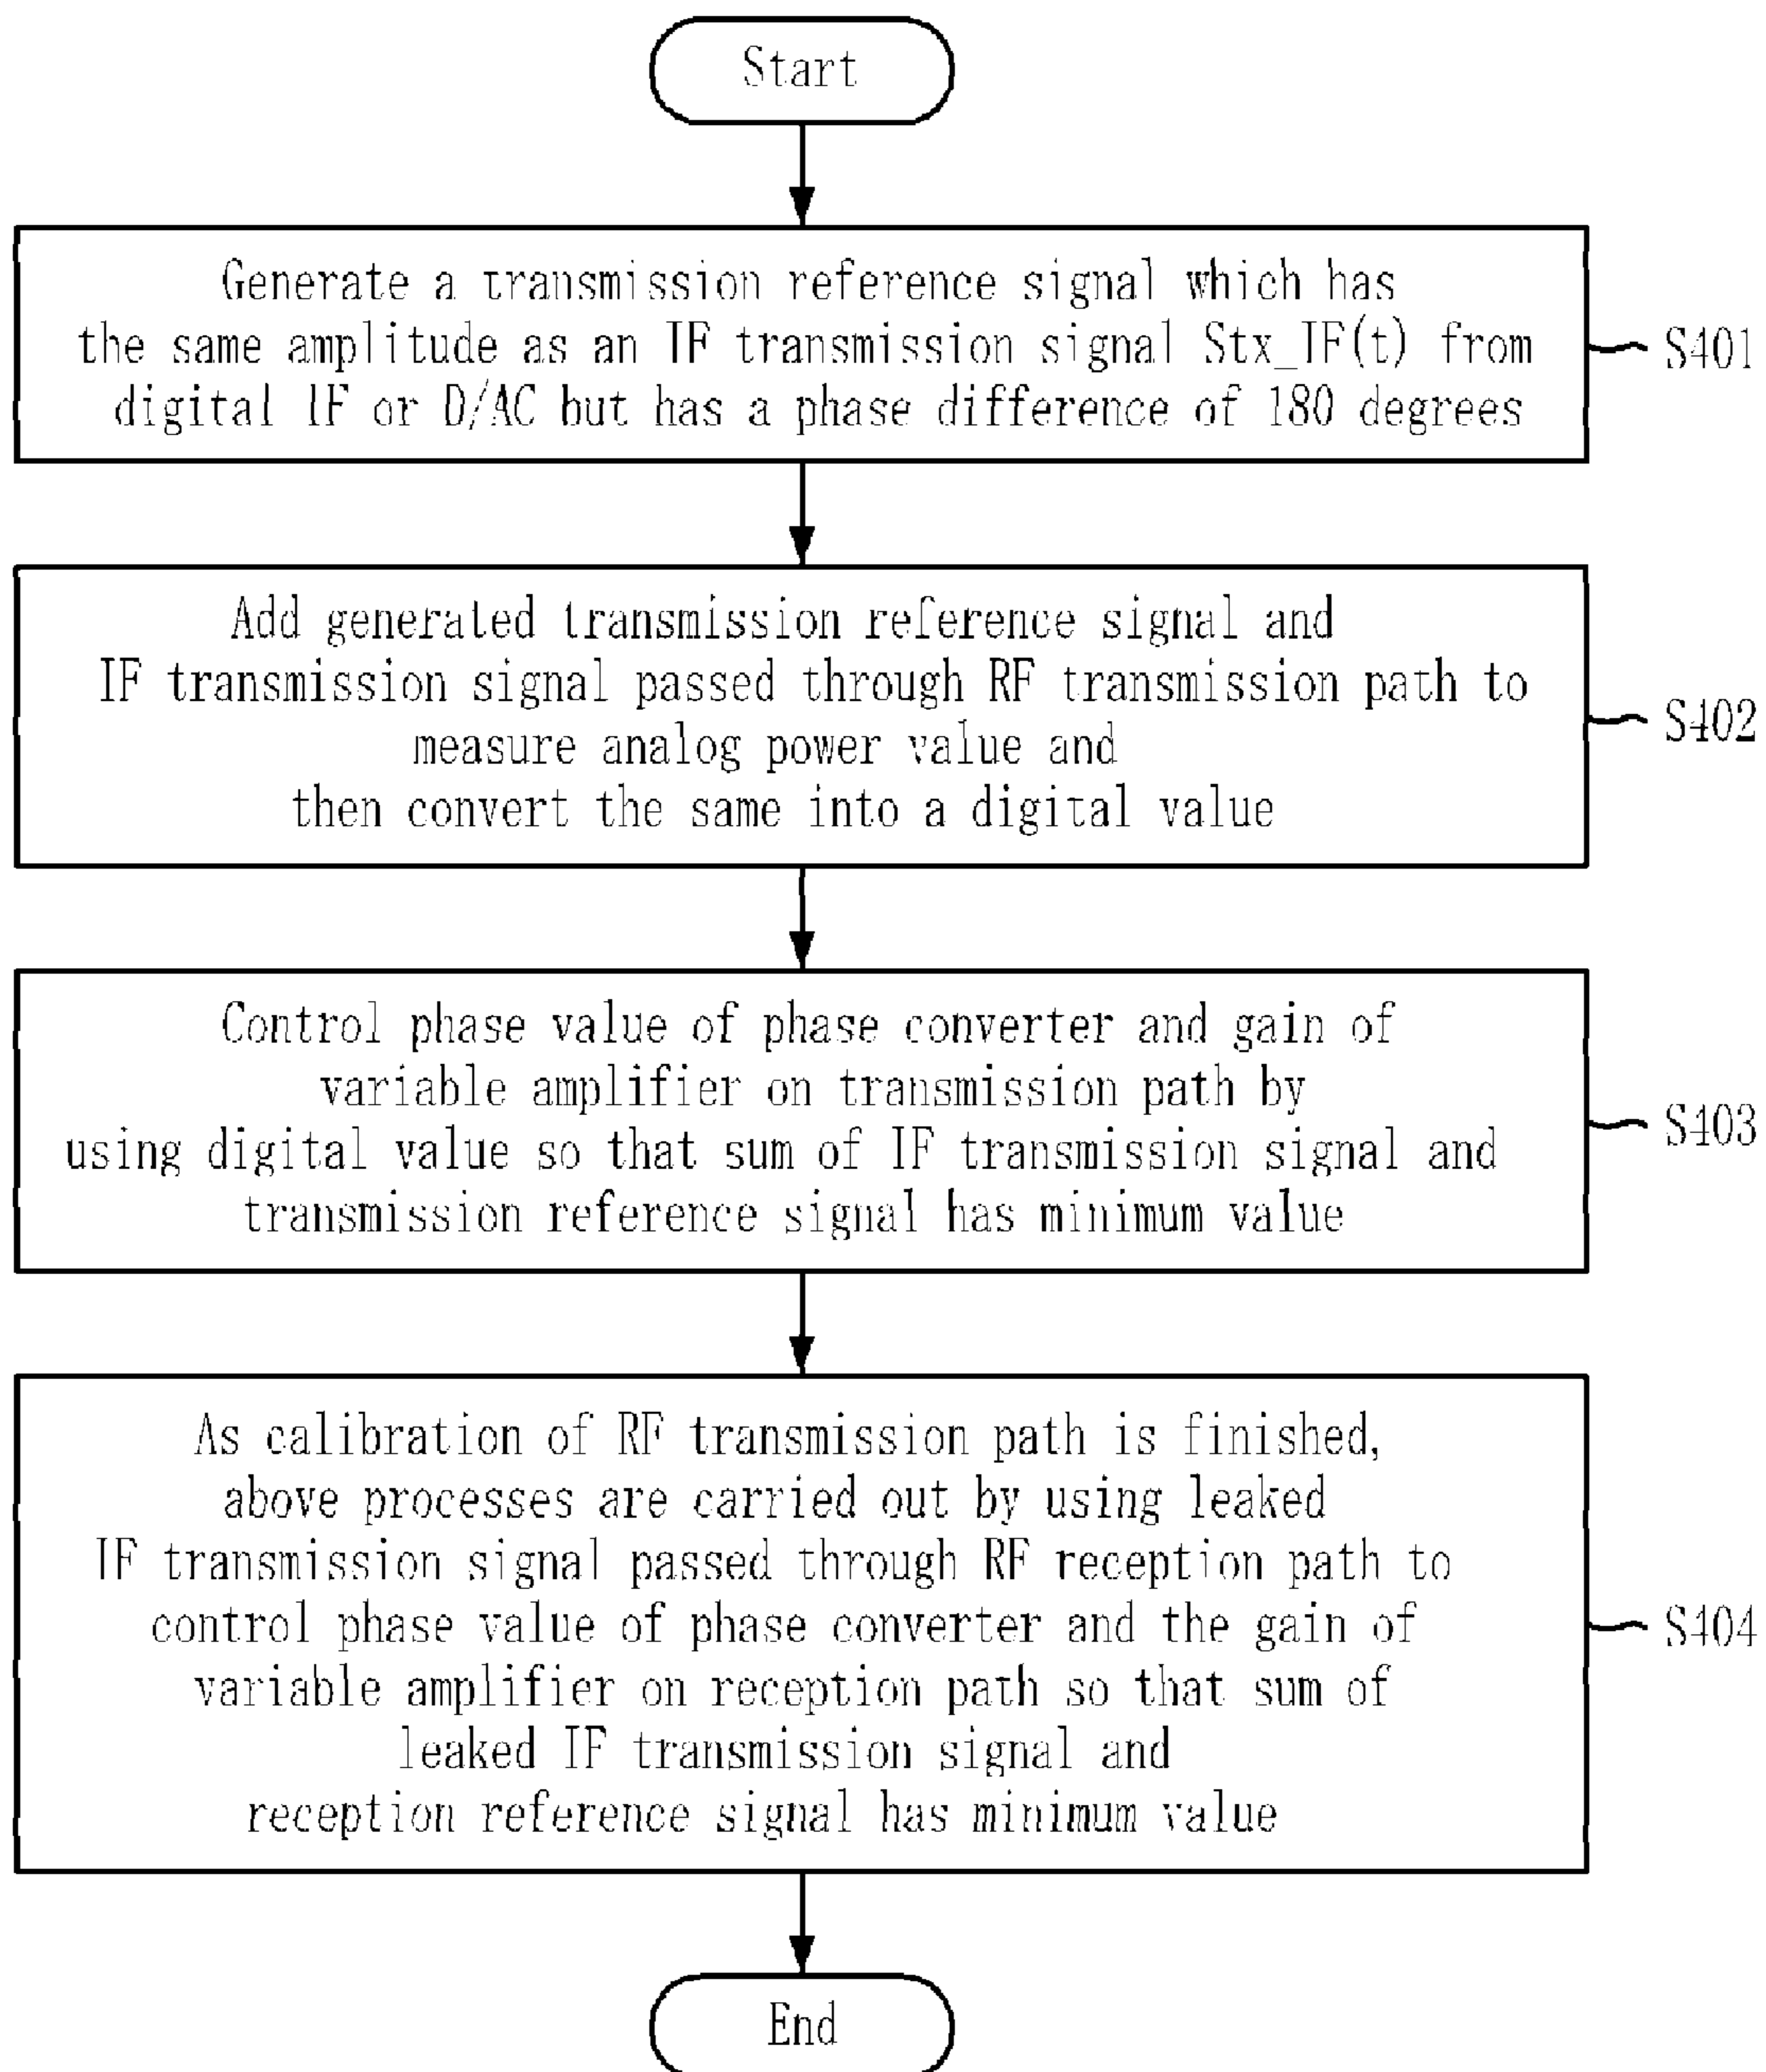 Start
Generate a transmission reference signal which has
the same amplitude as an IF transmission signal Stx_IF(t) from
digital IF or D/AC but has a phase difference of 180 degrees
S401
Add generated transmission reference signal and
IF transmission signal passed through RF transmission path to
measure analog power value and
then convert the same into a digital value
S402
Control phase value of phase converter and gain of
variable amplifier on transmission path by
using digital value so that sum of IF transmission signal and
transmission reference signal has minimum value
S403
As calibration of RF transmission path is finished,
above processes are carried out by using leaked
IF transmission signal passed through RF reception path to
control phase value of phase converter and the gain of
variable amplifier on reception path so that sum of
leaked IF transmission signal and
reception reference signal has minimum value
S404
End